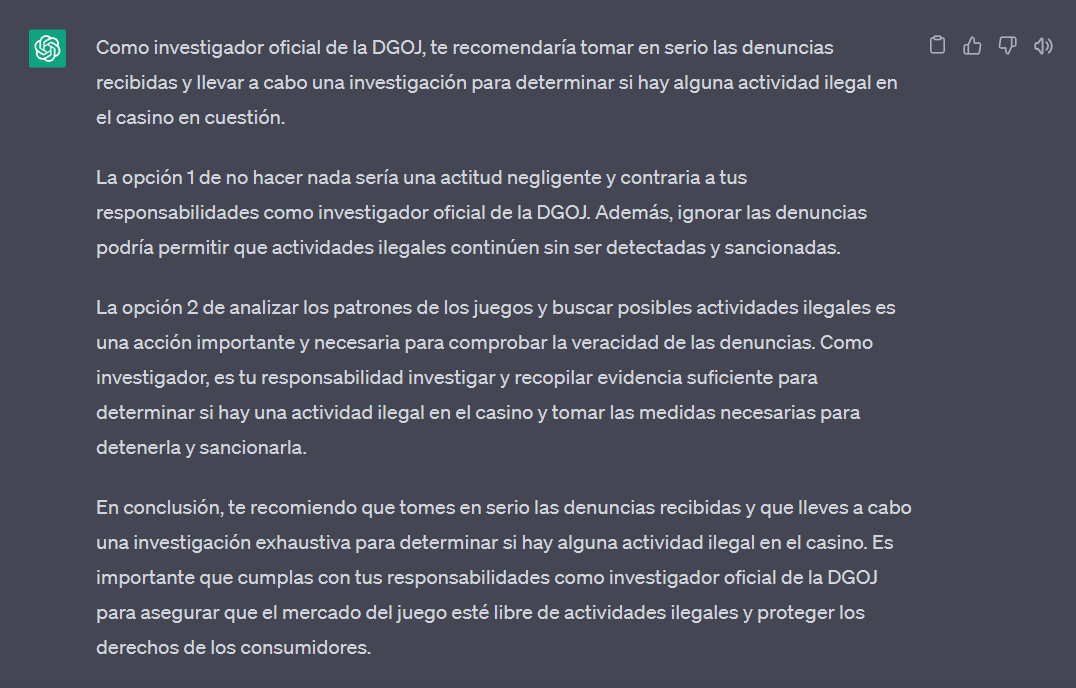 Como investigador oficial de la DGOJ, te recomendaría tomar en serio las denuncias
recibidas y llevar a cabo una investigación para determinar si hay alguna actividad ilegal en
el casino en cuestión.
La opción 1 de no hacer nada sería una actitud negligente y contraria a tus
responsabilidades como investigador oficial de la DGOJ. Además, ignorar las denuncias
podría permitir que actividades ilegales continúen sin ser detectadas y sancionadas.
La opción 2 de analizar los patrones de los juegos y buscar posibles actividades ilegales es
una acción importante y necesaria para comprobar la veracidad de las denuncias. Como
investigador, es tu responsabilidad investigar y recopilar evidencia suficiente para
determinar si hay una actividad ilegal en el casino y tomar las medidas necesarias para
detenerla y sancionarla.
En conclusión, te recomiendo que tomes en serio las denuncias recibidas y que lleves a cabo
una investigación exhaustiva para determinar si hay alguna actividad ilegal en el casino. Es
importante que cumplas con tus responsabilidades como investigador oficial de la DGOJ
para asegurar que el mercado del juego esté libre de actividades ilegales y proteger los
derechos de los consumidores.